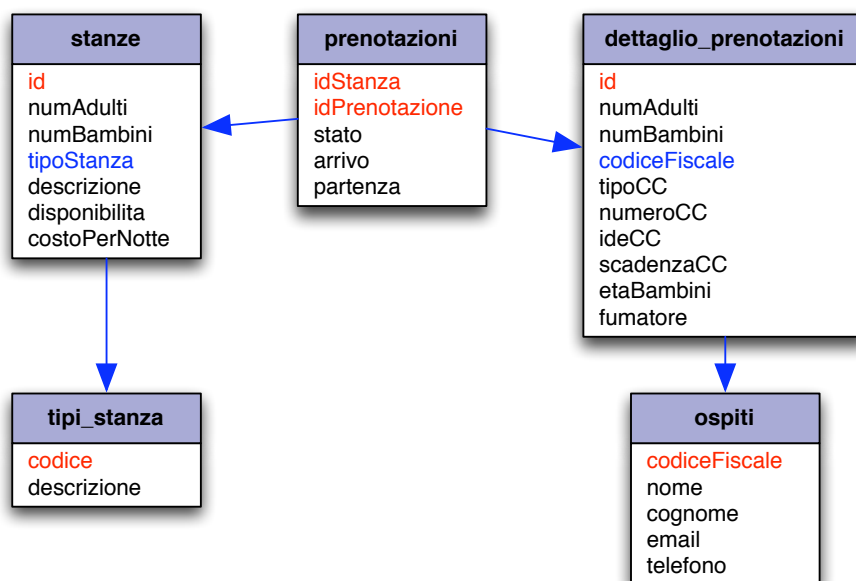 stanze
id
numAdulti
numBambini
tipoStanza
descrizione
disponibilita
costoPerNotte
prenotazioni
idStanza
idPrenotazione
stato
arrivo
partenza
dettaglio_prenotazioni
id
numAdulti
numBambini
codiceFiscale
tipoCC
numeroCC
ideCC
scadenzaCC
etaBambini
fumatore
tipi_stanza
codice
descrizione
ospiti
codiceFiscale
nome
cognome
email
telefono